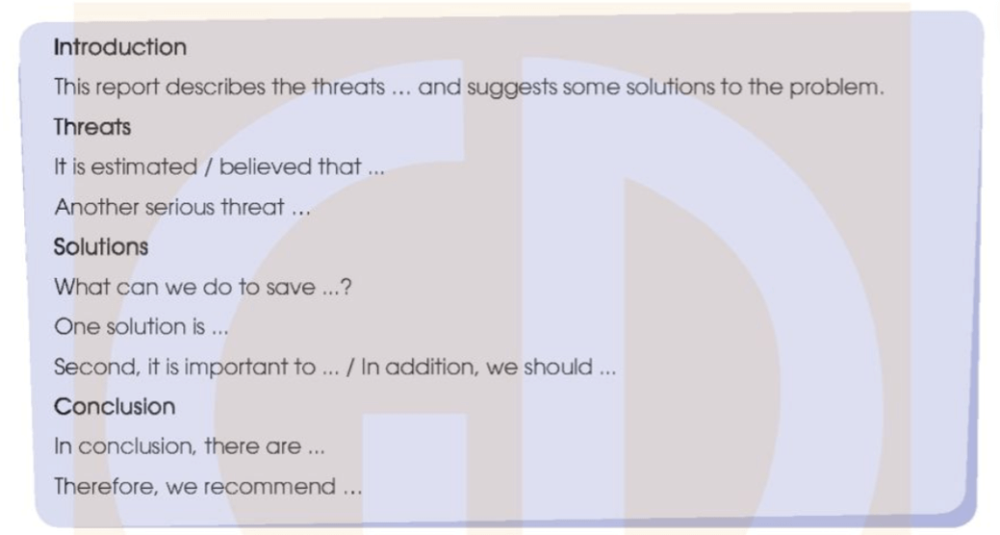 Introduction
This report describes the threats ... and suggests some solutions to the problem.
Threats
It is estimated / believed that ...
Another serious threat ...
Solutions
What can we do to save ...?
One solution is ...
Second, it is important to ... / In addition, we should ...
Conclusion
In conclusion, there are ...
Therefore, we recommend ...